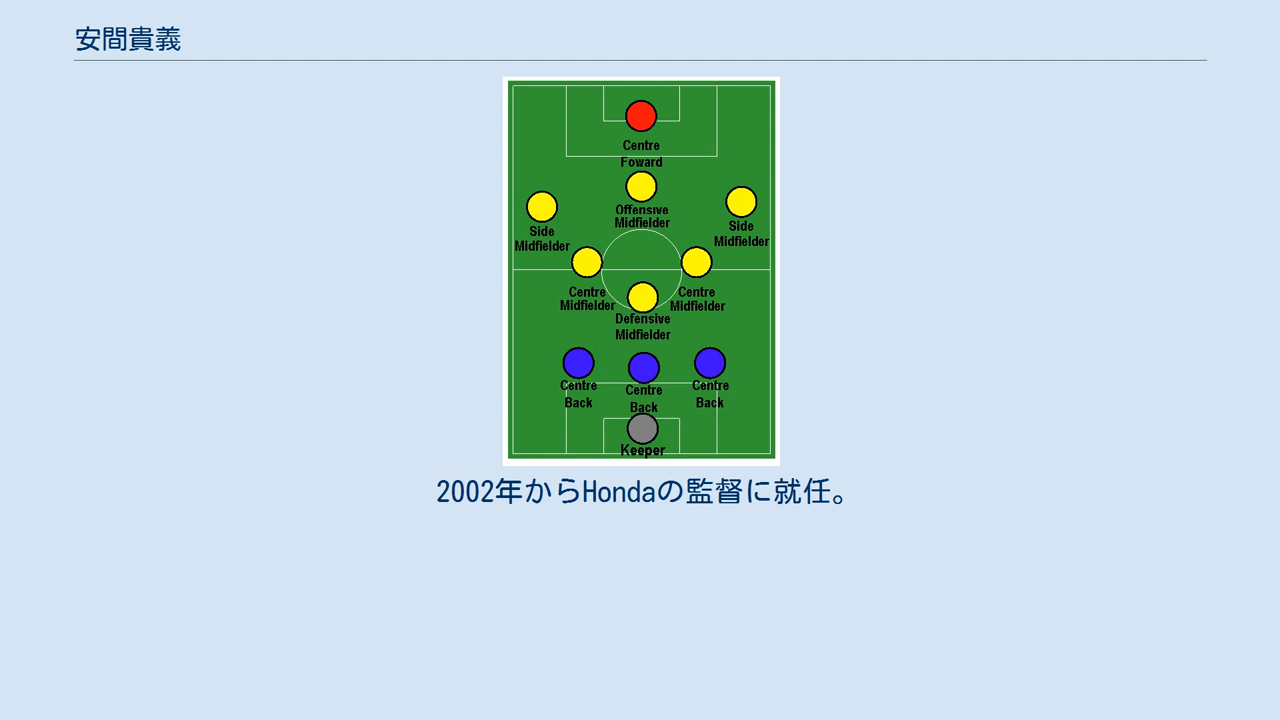 安間貴義
Centre
Foward
Offensive
Midfielder
Side
Midfielder
Side
Midfielder
Centre
Midfielder
Centre
Midfielder
Defensive
Midfielder
Centre
Back
Centre
Back
Centre
Back
Keeper
2002年からHondaの監督に就任。